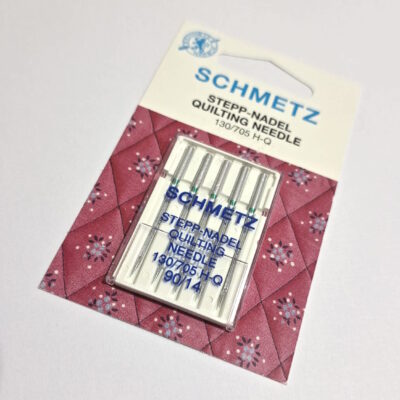 SCHMETZ
STEPP-NADEL
QUILTING NEEDLE
130/705 H-Q
SCHMETZ
STEPP-NADEL
QUILTING
NEEDLE
130/705 H-Q
90/14